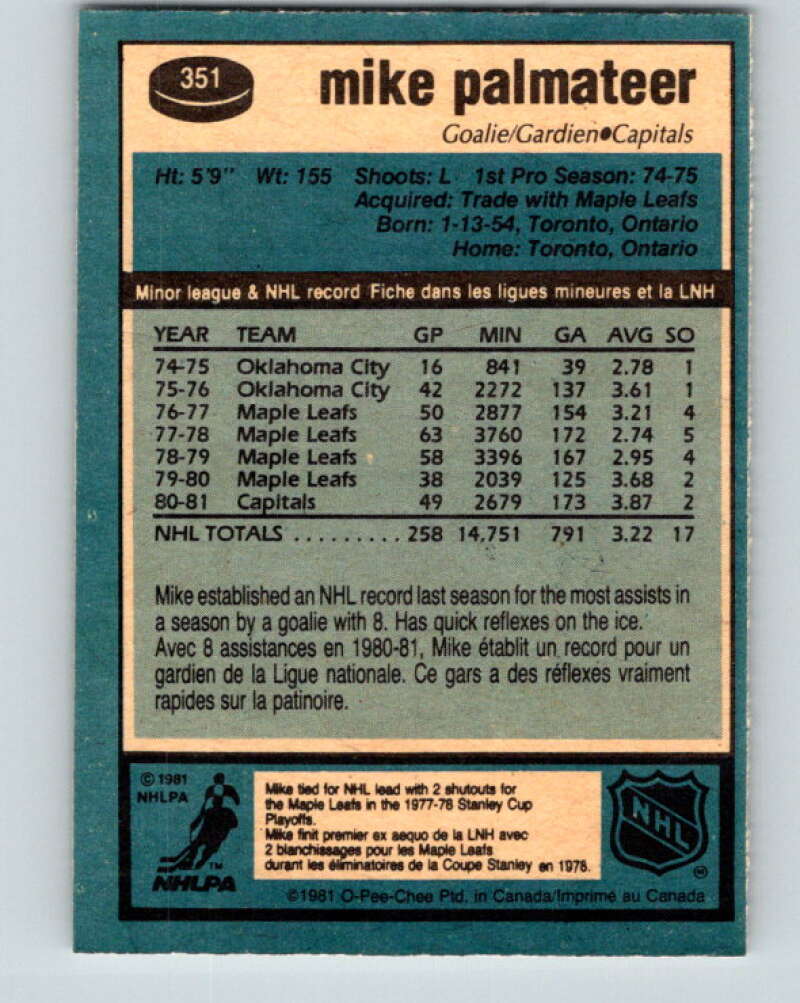 351
mike palmateer
Goalie/Gardien•Capitals
Ht: 5'9" Wt: 155 Shoots: L 1st Pro Season: 74-75
Acquired: Trade with Maple Leafs
Born: 1-13-54, Toronto, Ontario
Home: Toronto, Ontario
Minor league & NHL record Fiche dans les ligues mineures et la LNH
YEAR TEAM GP MIN GA AVG SO
74-75 Oklahoma City 16 841 39 2.78 1
75-76 Oklahoma City 42 2272 137 3.61 1
76-77 Maple Leafs 50 2877 154 3.21 4
77-78 Maple Leafs 63 3760 172 2.74 5
78-79 Maple Leafs 58 3396 167 2.95 4
79-80 Maple Leafs 38 2039 125 3.68 2
80-81 Capitals 49 2679 173 3.87 2
NHL TOTALS ......... 258 14,751 791 3.22 17
Mike established an NHL record last season for the most assists in
a season by a goalie with 8. Has quick reflexes on the ice.
Avec 8 assistances en 1980-81, Mike établit un record pour un
gardien de la Ligue nationale. Ce gars a des réflexes vraiment
rapides sur la patinoire.
©1981
NHLPA
TM
NHLPA
Mike tied for NHL lead with 2 shutouts for
the Maple Leafs in the 1977-78 Stanley Cup
Playoffs.
Mike finit premier ex aequo de la LNH avec
2 blanchissages pour les Maple Leafs
durant les éliminatoires de la Coupe Stanley en 1978.
NHL
©1981 O-Pee-Chee Ptd. in Canada/Imprimé au Canada